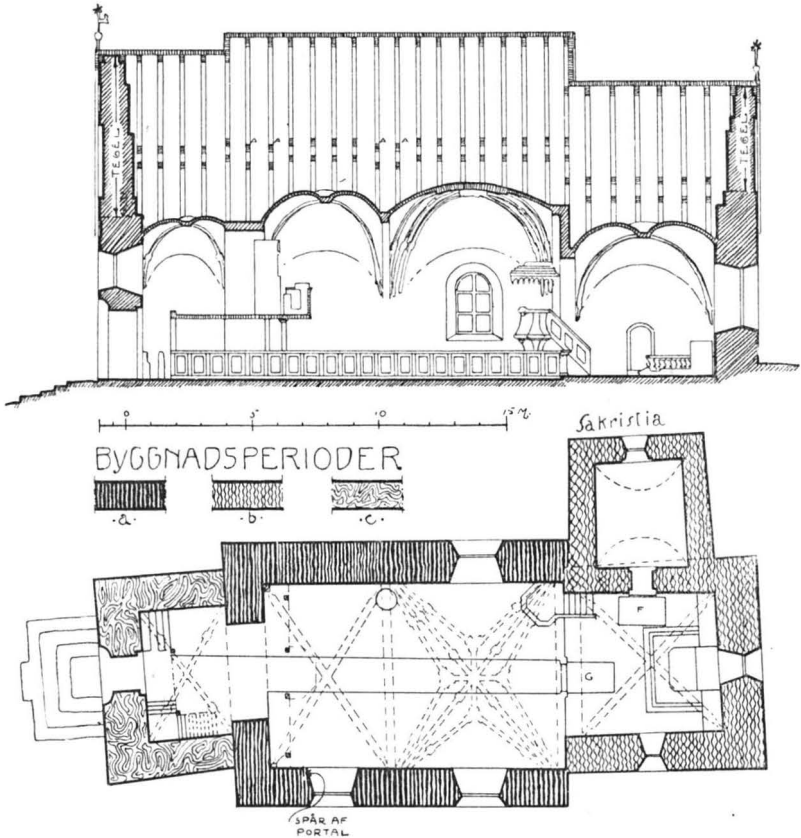 TEGEL
TEGEL
0 5 10 15 M.
Sakristia
BYGGNADSPERIODER
·a· ·b· ·c·
F
G
SPÅR AF
PORTAL